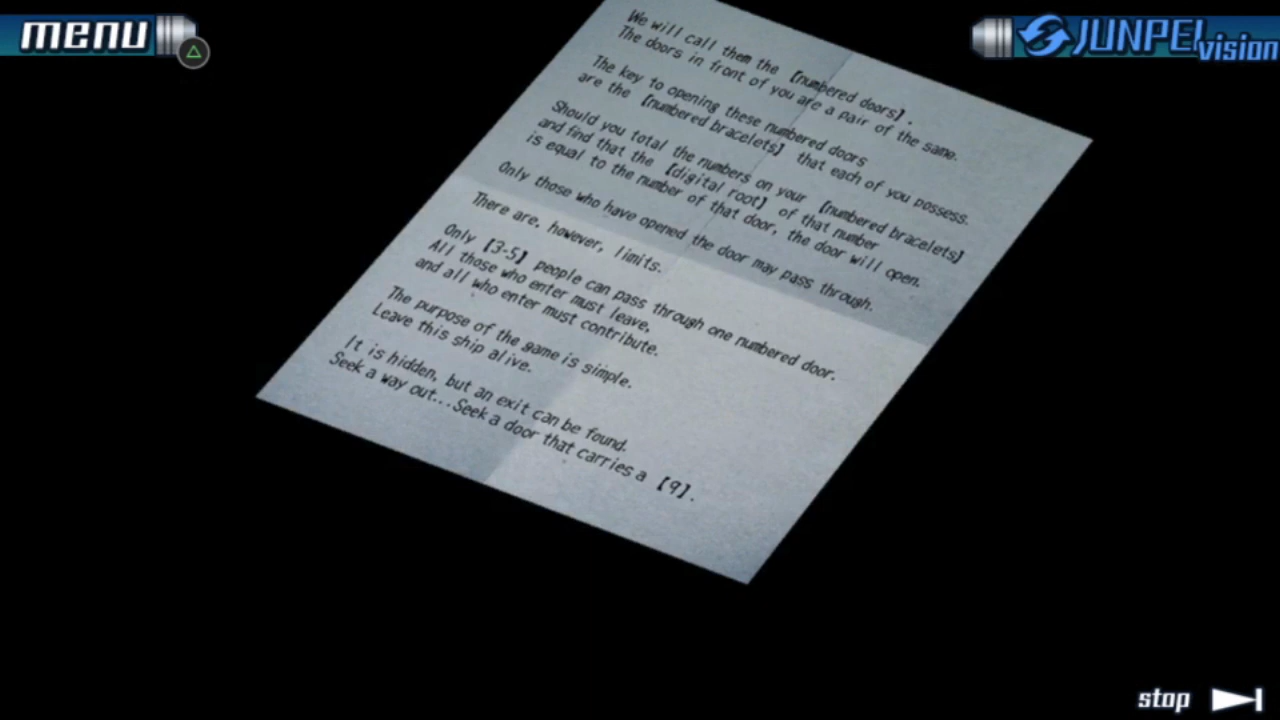 menu
JUNPEI vision
We will call them the [numbered doors].
The doors in front of you are a pair of the same.
The key to opening these numbered doors
are the [numbered bracelets] that each of you possess.
Should you total the numbers on your [numbered bracelets]
and find that the [digital root] of that number
is equal to the number of that door, the door will open.
Only those who have opened the door may pass through.
There are, however, limits.
Only [3-5] people can pass through one numbered door.
All those who enter must leave,
and all who enter must contribute.
The purpose of the game is simple.
Leave this ship alive.
It is hidden, but an exit can be found.
Seek a way out...Seek a door that carries a [9].
stop